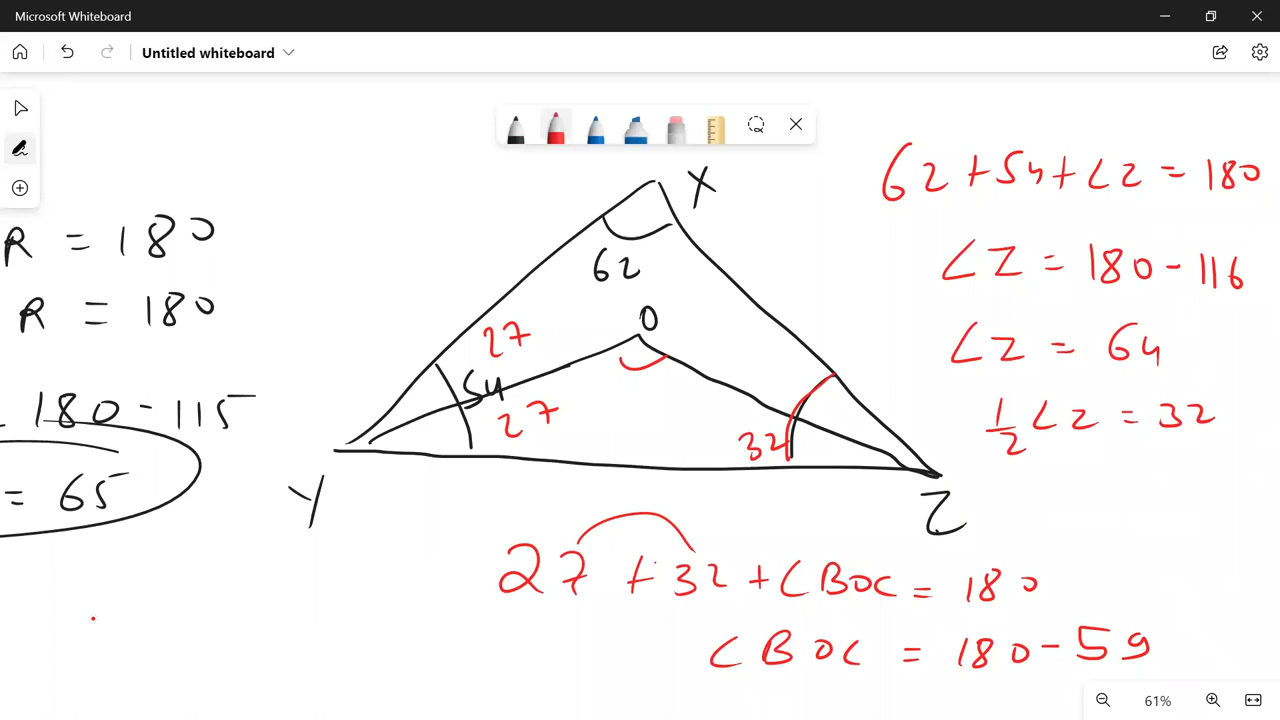 Microsoft Whiteboard
Untitled whiteboard
R = 180
R = 180
180 - 115
= 65
X
62
O
27
54
27
32
Y
Z
62 + 54 + ∠Z = 180
∠Z = 180 - 116
∠Z = 64
1/2 ∠Z = 32
27 + 32 + ∠BOC = 180
∠BOC = 180 - 59
61%